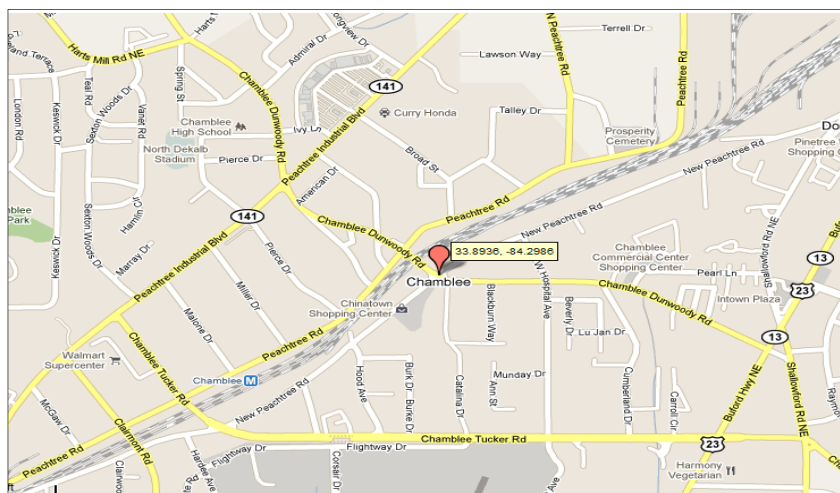 Harts Mill Rd NE
Harts
Longview Dr
Admiral Dr
Terrell Dr
Lawson Way
N Peachtree Rd
Peachtree Rd
London Rd
Keswick Dr
Teal Rd
Sexton Woods Dr
Vanet Rd
Spring St
Chamblee Dunwoody Rd
141
Curry Honda
Talley Dr
Chamblee
High School
Ivy Ln
Peachtree Industrial Blvd
North Dekalb
Stadium
Pierce Dr
Broad St
Prosperity
Cemetery
New Peachtree Rd
Do
Pinetree
Shopping C
American Dr
Hamlin Cir
mblee
Park
141
Peachtree Rd
New Peachtree Rd
Chamblee Dunwoody Rd
33.8936, -84.2986
Chamblee
Keswick Dr
Sexton Woods Dr
Murray Dr
Pierce Dr
Peachtree Industrial Blvd
Miller Dr
Malone Dr
Chamblee
Commercial Center
Shopping Center
Pearl Ln
Shallowford Rd NE
13
23
Intown Plaza
Chinatown
Shopping Center
Blackburn Way
W Hospital Ave
Beverly Dr
Lu Jan Dr
Chamblee Dunwoody Rd
13
Peachtree Rd
Walmart
Supercenter
Chamblee Tucker Rd
Chamblee M
New Peachtree Rd
Hood Ave
Burk Dr
Burke Dr
Catalina Dr
Ann St
Munday Dr
Cumberland Dr
Carroll Cir
Buford Hwy NE
Shallowford Rd NE
McGaw Dr
Clairmont Rd
Peachtree Rd
Hardee Ave
Flightway Dr
Flightway Dr
Corsair Dr
Chamblee Tucker Rd
23
Harmony
Vegetarian